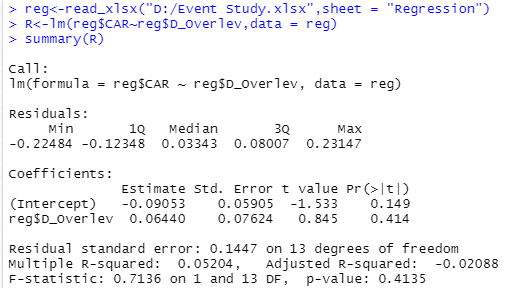 > reg<-read_xlsx("D:/Event Study.xlsx",sheet = "Regression")
> R<-lm(reg$CAR~reg$D_Overlev,data = reg)
> summary(R)
Call:
lm(formula = reg$CAR ~ reg$D_Overlev, data = reg)
Residuals:
Min 1Q Median 3Q Max
-0.22484 -0.12348 0.03343 0.08007 0.23147
Coefficients:
Estimate Std. Error t value Pr(>|t|)
(Intercept) -0.09053 0.05905 -1.533 0.149
reg$D_Overlev 0.06440 0.07624 0.845 0.414
Residual standard error: 0.1447 on 13 degrees of freedom
Multiple R-squared: 0.05204, Adjusted R-squared: -0.02088
F-statistic: 0.7136 on 1 and 13 DF, p-value: 0.4135